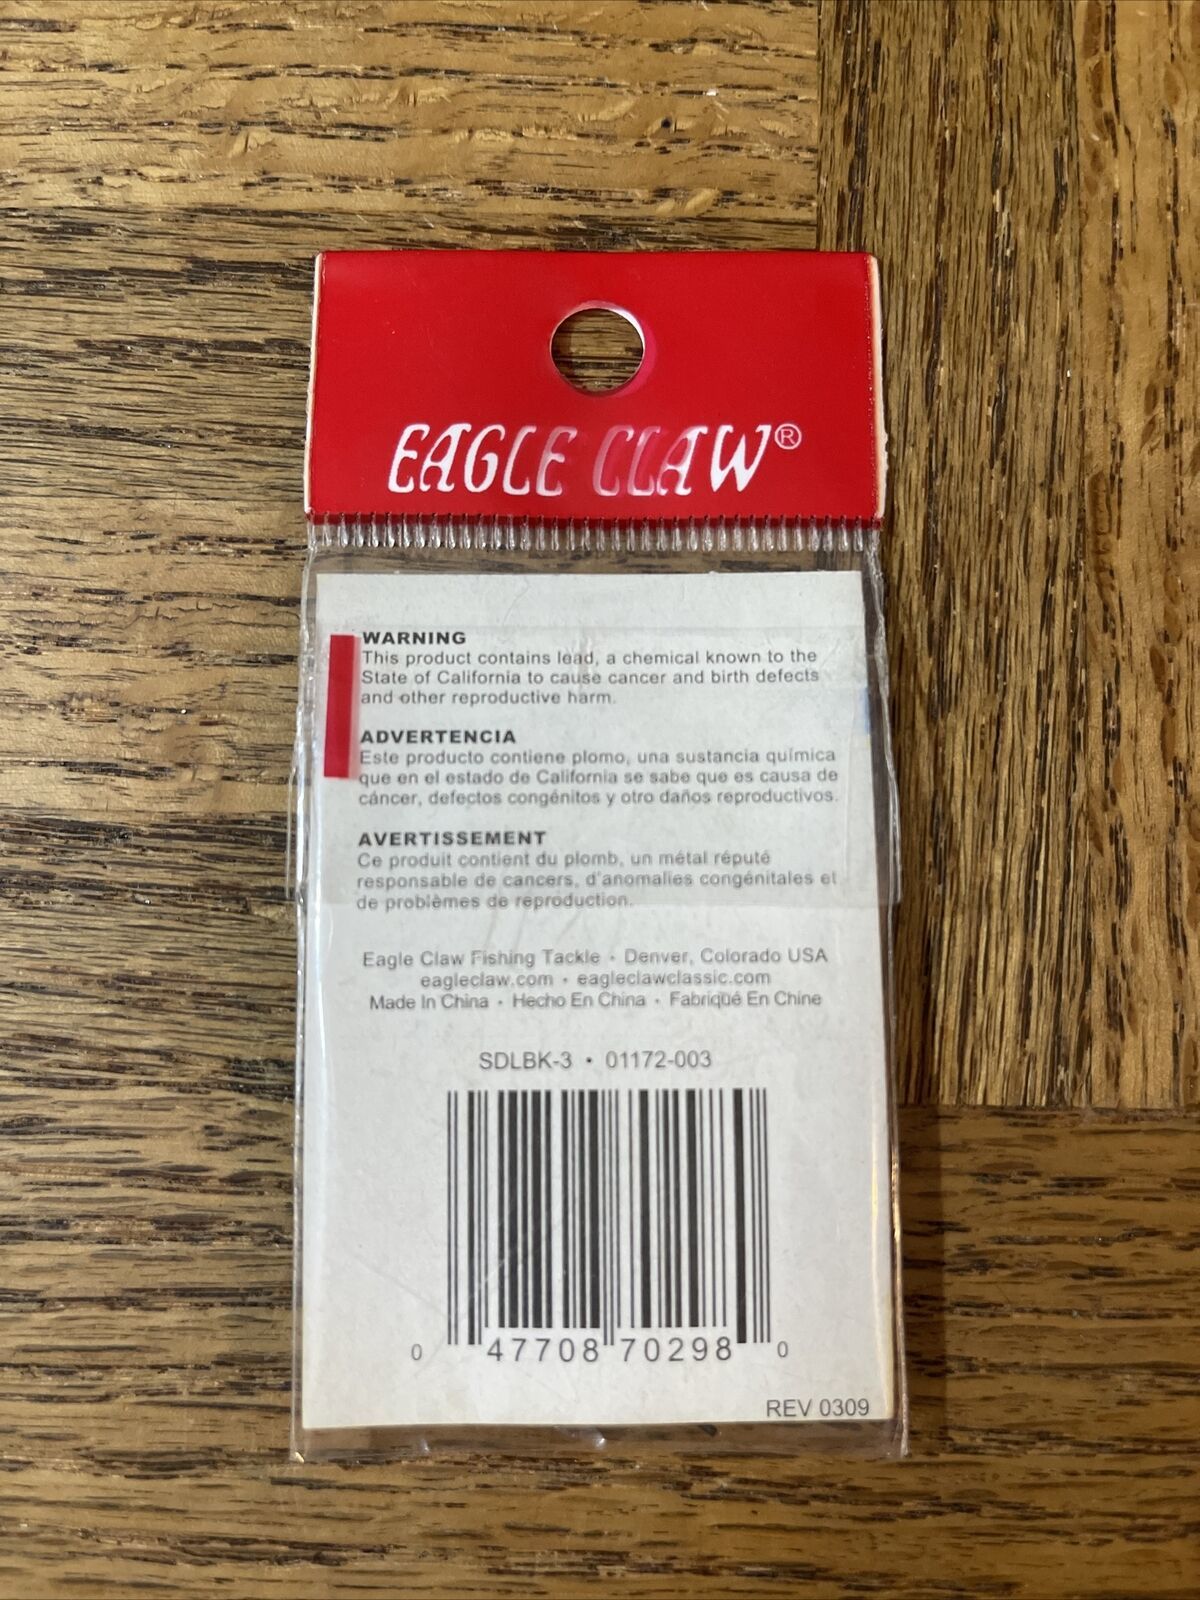 EAGLE CLAW®
WARNING
This product contains lead, a chemical known to the
State of California to cause cancer and birth defects
and other reproductive harm.
ADVERTENCIA
Este producto contiene plomo, una sustancia química
que en el estado de California se sabe que es causa de
cáncer, defectos congénitos y otro daños reproductivos.
AVERTISSEMENT
Ce produit contient du plomb, un métal réputé
responsable de cancers, d'anomalies congénitales et
de problèmes de reproduction.
Eagle Claw Fishing Tackle • Denver, Colorado USA
eagleclaw.com • eagleclawclassic.com
Made In China • Hecho En China • Fabriqué En Chine
SDLBK-3 • 01172-003
0 47708 70298 0
REV 0309